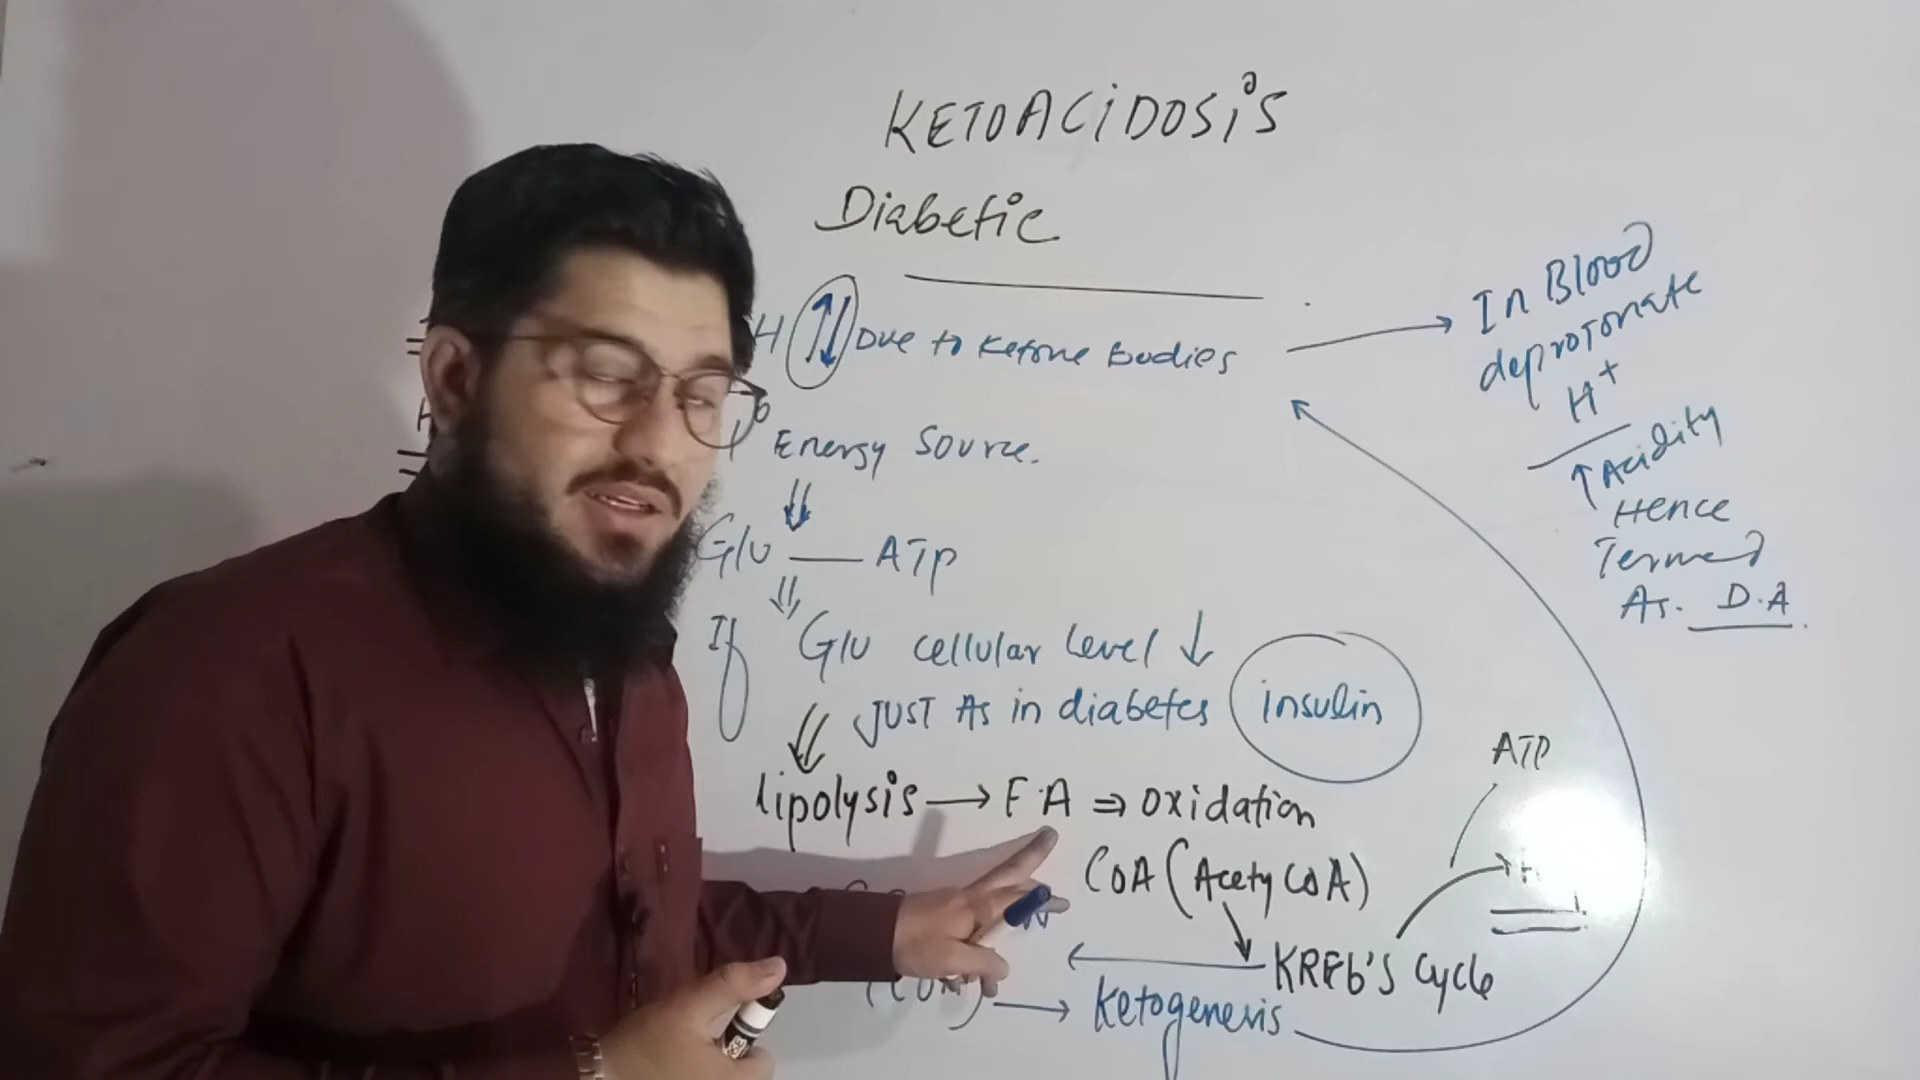 KETOACIDOSIS
Diabetic
H ↑↓ Due to Ketone Bodies
Energy Source.
Glu — ATP
If Glu cellular level ↓
JUST As in diabetes insulin
lipolysis → F.A ⇒ oxidation
CoA (Acety CoA)
KREb's Cycle
→ Ketogenesis
ATP
In Blood
deprotonate
H+
↑ Acidity
Hence
Termed
As. D.A.